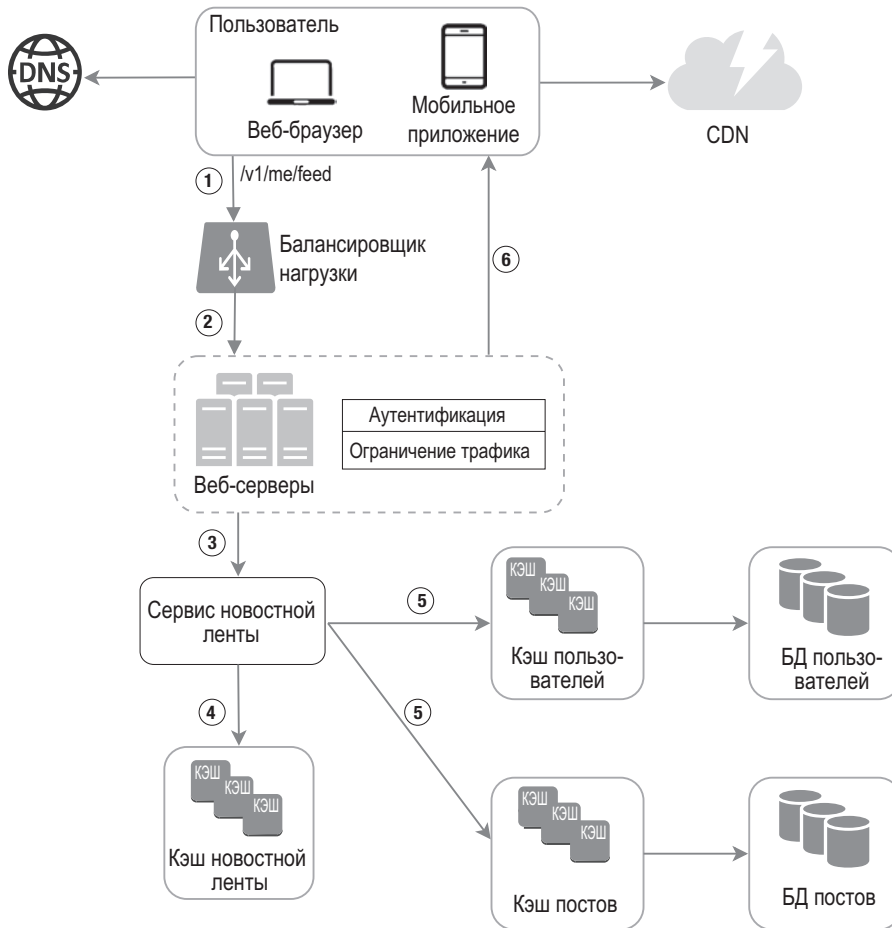 Пользователь
DNS
Веб-браузер
Мобильное
приложение
CDN
1
/v1/me/feed
Балансировщик
нагрузки
6
2
Аутентификация
Ограничение трафика
Веб-серверы
3
Сервис новостной
ленты
5
КЭШ
КЭШ
КЭШ
Кэш пользо-
вателей
БД пользо-
вателей
4
5
КЭШ
КЭШ
КЭШ
Кэш новостной
ленты
КЭШ
КЭШ
КЭШ
Кэш постов
БД постов